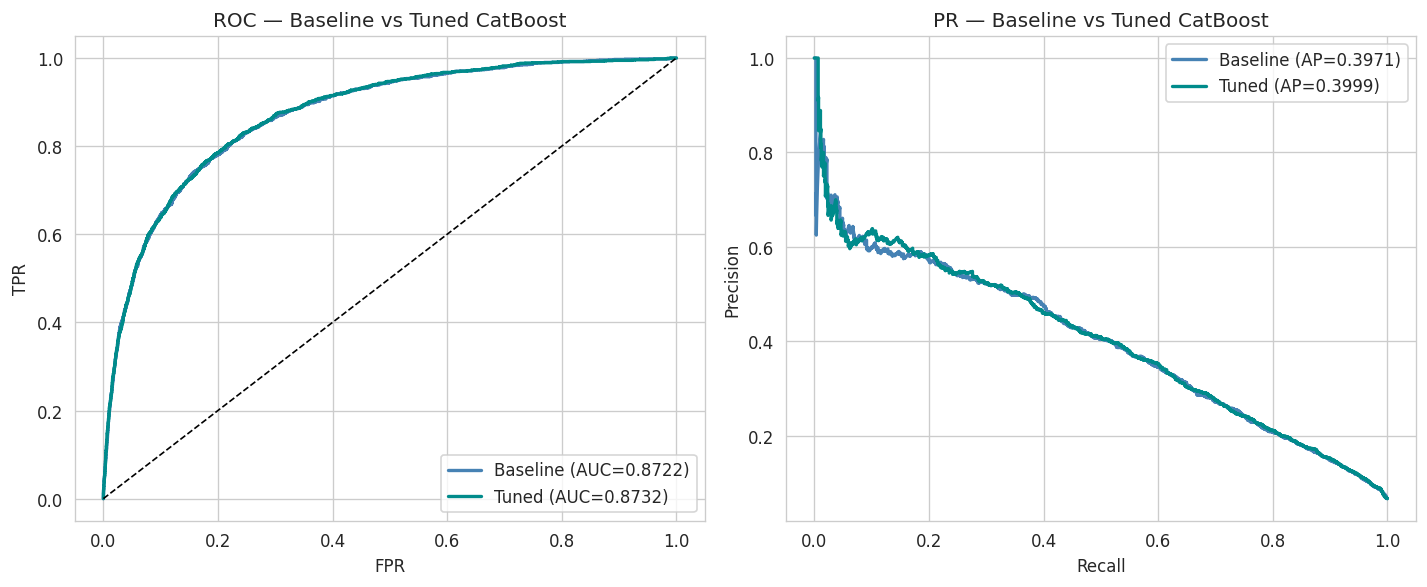 ROC — Baseline vs Tuned CatBoost
1.0
0.8
0.6
0.4
0.2
0.0
TPR
Baseline (AUC=0.8722)
Tuned (AUC=0.8732)
0.0 0.2 0.4 0.6 0.8 1.0
FPR
PR — Baseline vs Tuned CatBoost
Baseline (AP=0.3971)
Tuned (AP=0.3999)
1.0
0.8
0.6
0.4
0.2
Precision
0.0 0.2 0.4 0.6 0.8 1.0
Recall